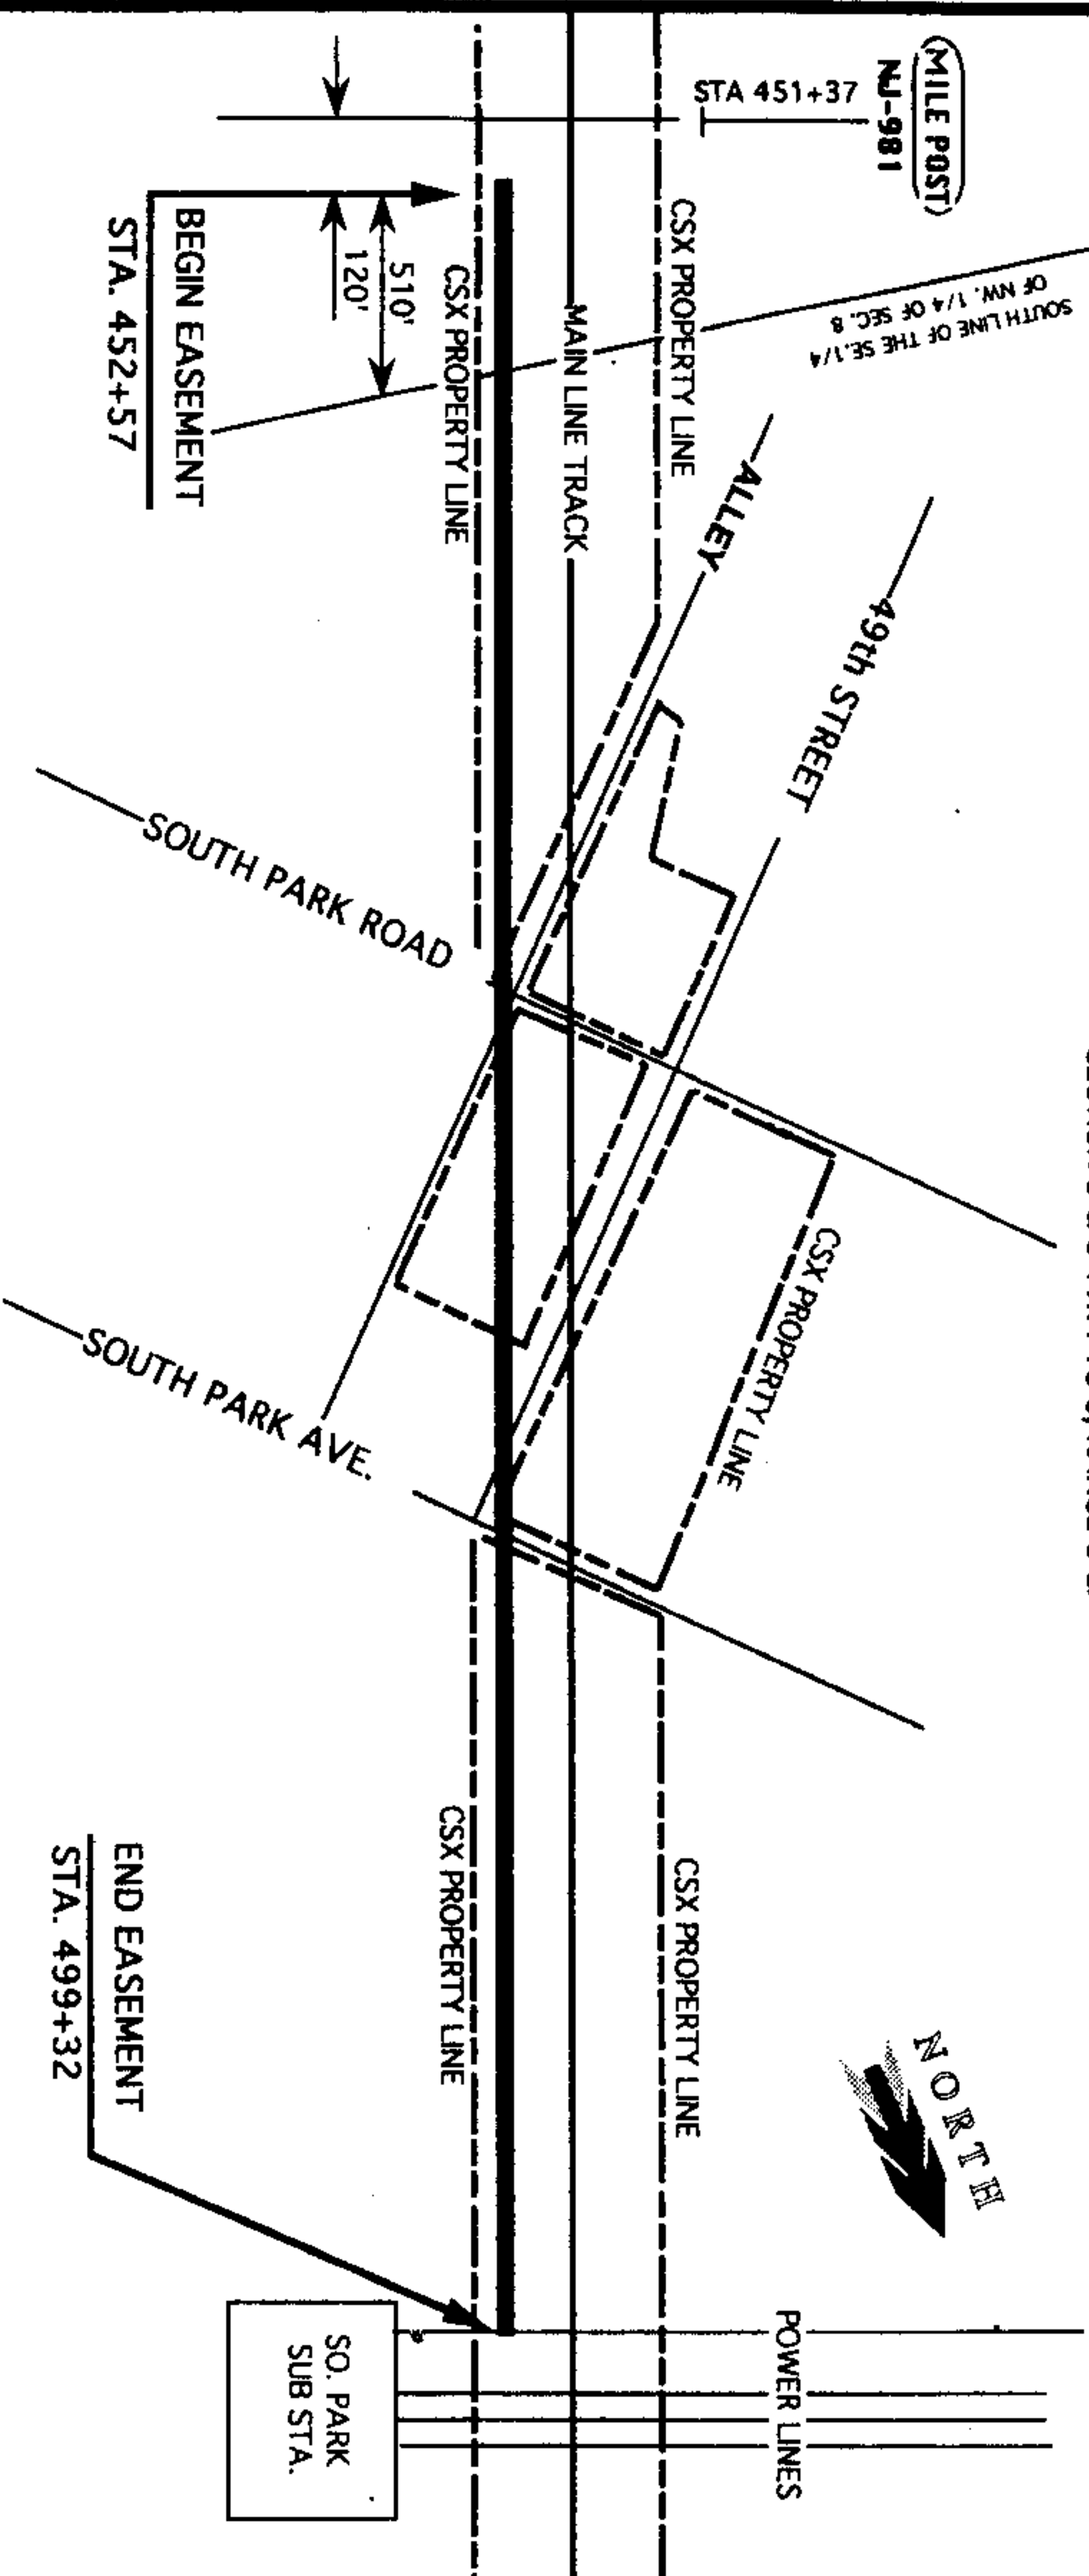 (MILE POST)
NJ-981
STA 451+37
CSX PROPERTY LINE
SOUTH LINE OF THE SE.1/4
OF NW. 1/4 OF SEC. 8
MAIN LINE TRACK
CSX PROPERTY LINE
510'
120'
BEGIN EASEMENT
STA. 452+57
ALLEY
49th STREET
SOUTH PARK ROAD
CSX PROPERTY LINE
SOUTH PARK AVE.
CSX PROPERTY LINE
CSX PROPERTY LINE
END EASEMENT
STA. 499+32
NORTH
POWER LINES
SO. PARK
SUB STA.